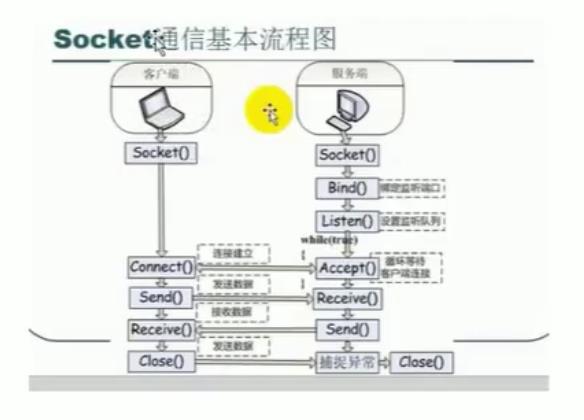 Socket通信基本流程图
客户端
服务端
Socket()
Socket()
Bind()
绑定监听端口
Listen()
设置监听队列
while(true)
{
连接建立
Connect()
Accept()
循环等待
客户端连接
发送数据
Send()
Receive()
接收数据
Receive()
Send()
发送数据
Close()
捕捉异常
Close()